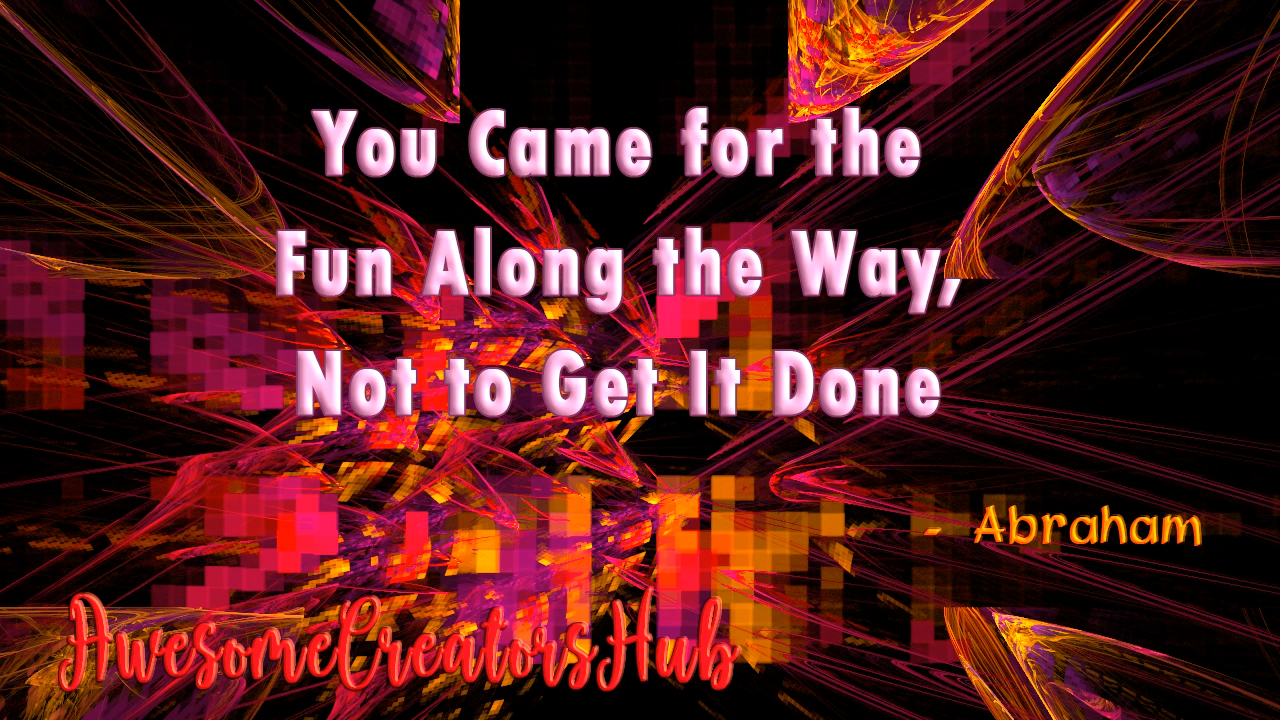 You Came for the
Fun Along the Way,
Not to Get It Done
- Abraham
AwesomeCreatorsHub